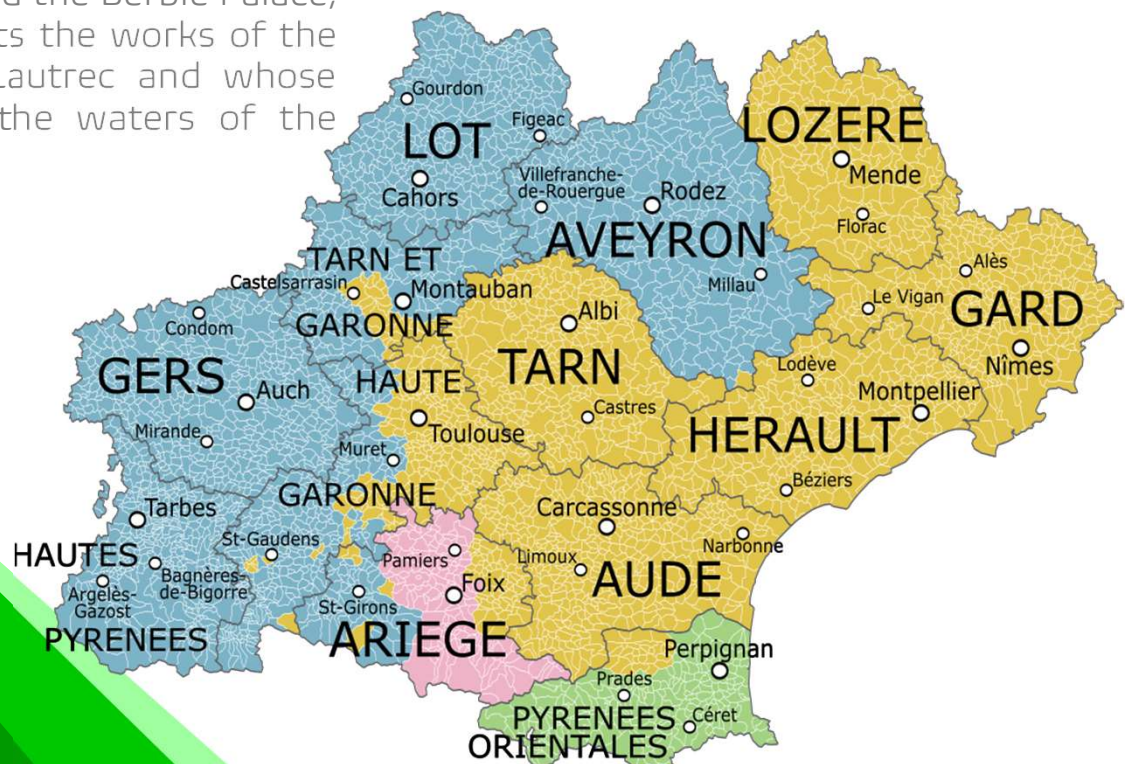 the Berbie Palace,
ts the works of the
Lautrec and whose
the waters of the
Gourdon
LOT
Figeac
Cahors
LOZERE
Mende
Florac
Villefranche-
de-Rouergue
Rodez
AVEYRON
Millau
TARN ET
Castelsarrasin
Montauban
GARONNE
Alès
Le Vigan
GARD
Nîmes
Condom
GERS
Auch
Mirande
Albi
TARN
Castres
HAUTE
Toulouse
Muret
GARONNE
Lodève
Montpellier
HERAULT
Béziers
Tarbes
HAUTES
Argelès-
Gazost
Bagnères-
de-Bigorre
PYRENEES
St-Gaudens
St-Girons
Pamiers
Foix
ARIEGE
Carcassonne
Limoux
Narbonne
AUDE
Perpignan
Prades
Céret
PYRENEES
ORIENTALES